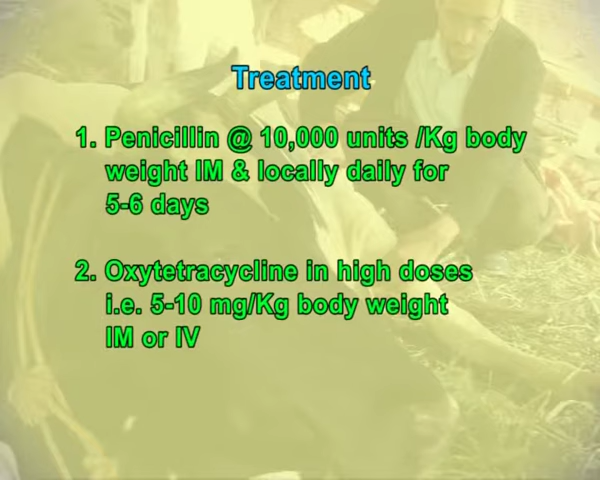 Treatment
1. Penicillin @ 10,000 units /Kg body
weight IM & locally daily for
5-6 days
2. Oxytetracycline in high doses
i.e. 5-10 mg/Kg body weight
IM or IV